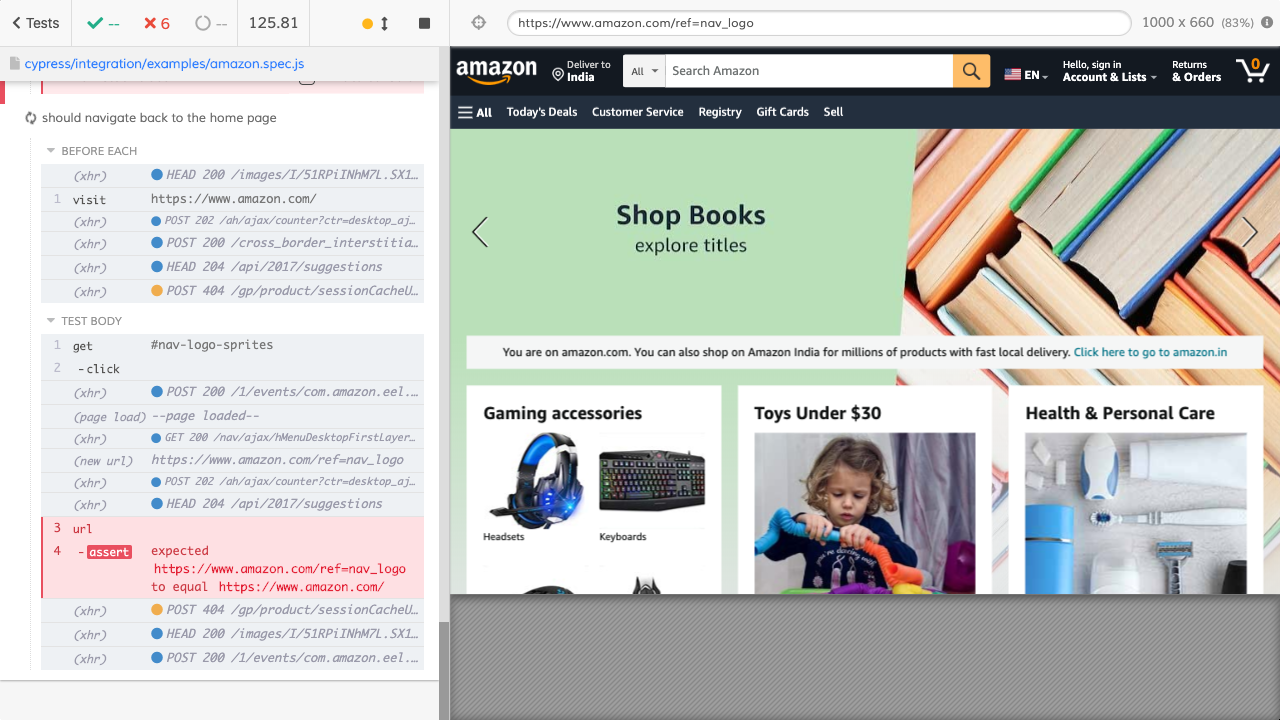 Tests
--
6
--
125.81
https://www.amazon.com/ref=nav_logo
1000 x 660 (83%)
cypress/integration/examples/amazon.spec.js
should navigate back to the home page
BEFORE EACH
(xhr) HEAD 200 /images/I/51RPiINhM7L.SX1...
1 visit https://www.amazon.com/
(xhr) POST 202 /ah/ajax/counter?ctr=desktop_aj...
(xhr) POST 200 /cross_border_interstitia...
(xhr) HEAD 204 /api/2017/suggestions
(xhr) POST 404 /gp/product/sessionCacheU...
TEST BODY
1 get #nav-logo-sprites
2 -click
(xhr) POST 200 /1/events/com.amazon.eel....
(page load) --page loaded--
(xhr) GET 200 /nav/ajax/hMenuDesktopFirstLayer...
(new url) https://www.amazon.com/ref=nav_logo
(xhr) POST 202 /ah/ajax/counter?ctr=desktop_aj...
(xhr) HEAD 204 /api/2017/suggestions
3 url
4 -assert expected
https://www.amazon.com/ref=nav_logo
to equal https://www.amazon.com/
(xhr) POST 404 /gp/product/sessionCacheU...
(xhr) HEAD 200 /images/I/51RPiINhM7L.SX1...
(xhr) POST 200 /1/events/com.amazon.eel....
amazon
Deliver to
India
All
Search Amazon
EN
Hello, sign in
Account & Lists
Returns
& Orders
0
All Today's Deals Customer Service Registry Gift Cards Sell
Shop Books
explore titles
You are on amazon.com. You can also shop on Amazon India for millions of products with fast local delivery. Click here to go to amazon.in
Gaming accessories
Headsets
Keyboards
Toys Under $30
Health & Personal Care